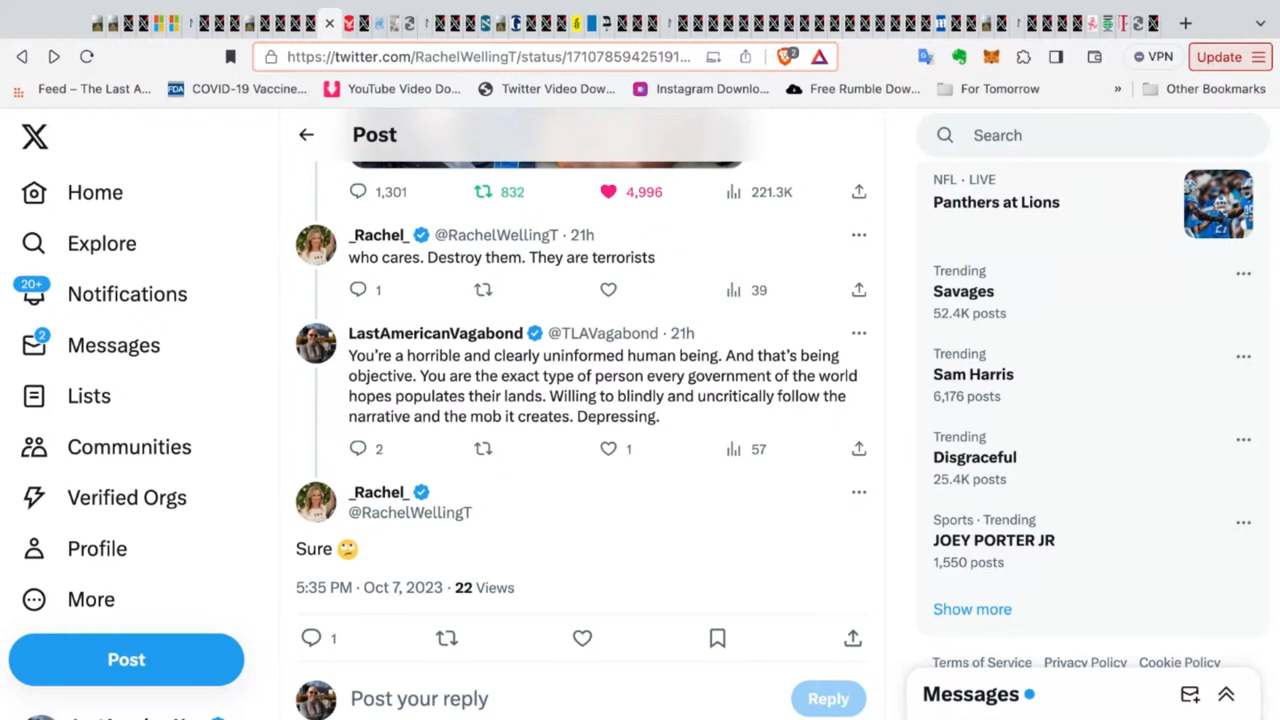 https://twitter.com/RachelWellingT/status/17107859425191...
2
VPN
Update
Feed – The Last A...
FDA
COVID-19 Vaccine...
YouTube Video Do...
Twitter Video Dow...
Instagram Downlo...
Free Rumble Dow...
For Tomorrow
»
Other Bookmarks
Home
Explore
20+
Notifications
2
Messages
Lists
Communities
Verified Orgs
Profile
More
Post
Post
1,301
832
4,996
221.3K
_Rachel_ @RachelWellingT · 21h
who cares. Destroy them. They are terrorists
1
39
LastAmericanVagabond @TLAVagabond · 21h
You're a horrible and clearly uninformed human being. And that's being
objective. You are the exact type of person every government of the world
hopes populates their lands. Willing to blindly and uncritically follow the
narrative and the mob it creates. Depressing.
2
1
57
_Rachel_
@RachelWellingT
Sure 🙄
5:35 PM · Oct 7, 2023 · 22 Views
1
Post your reply
Reply
Search
NFL · LIVE
Panthers at Lions
Trending
Savages
52.4K posts
Trending
Sam Harris
6,176 posts
Trending
Disgraceful
25.4K posts
Sports · Trending
JOEY PORTER JR
1,550 posts
Show more
Terms of Service Privacy Policy Cookie Policy
Messages